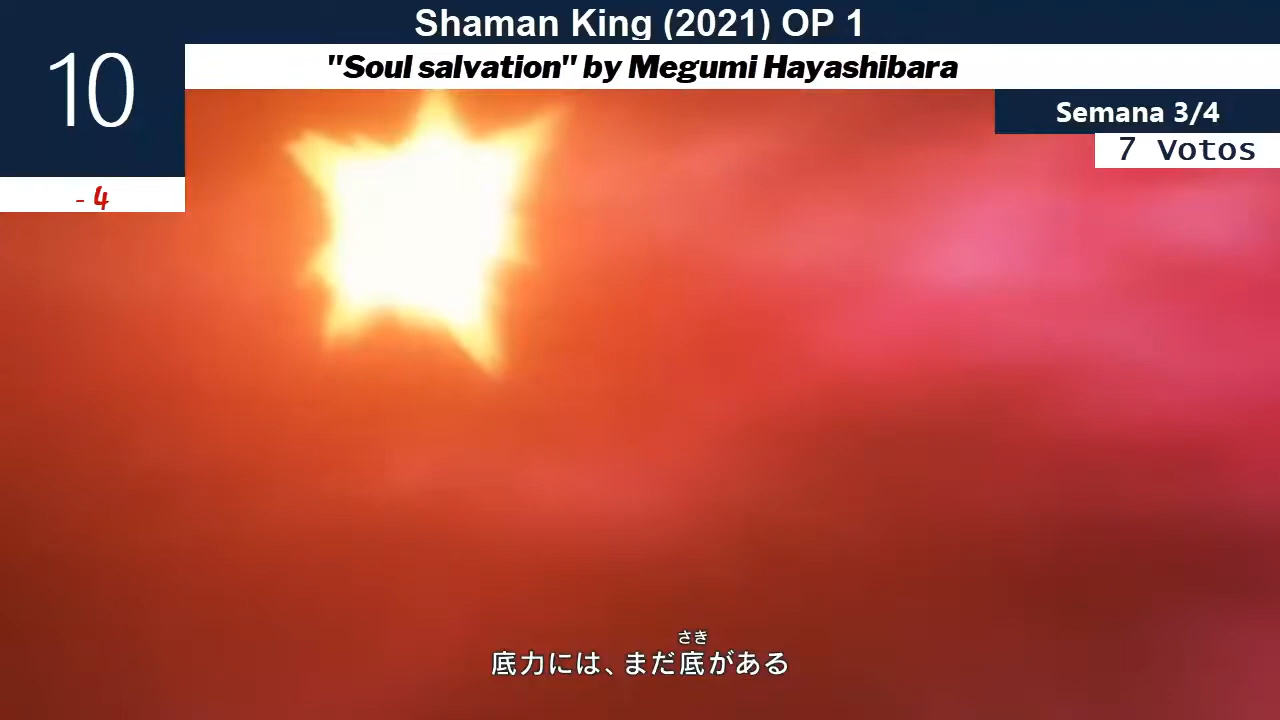 Shaman King (2021) OP 1
10
"Soul salvation" by Megumi Hayashibara
Semana 3/4
7 Votos
- 4
さき
底力には、まだ底がある